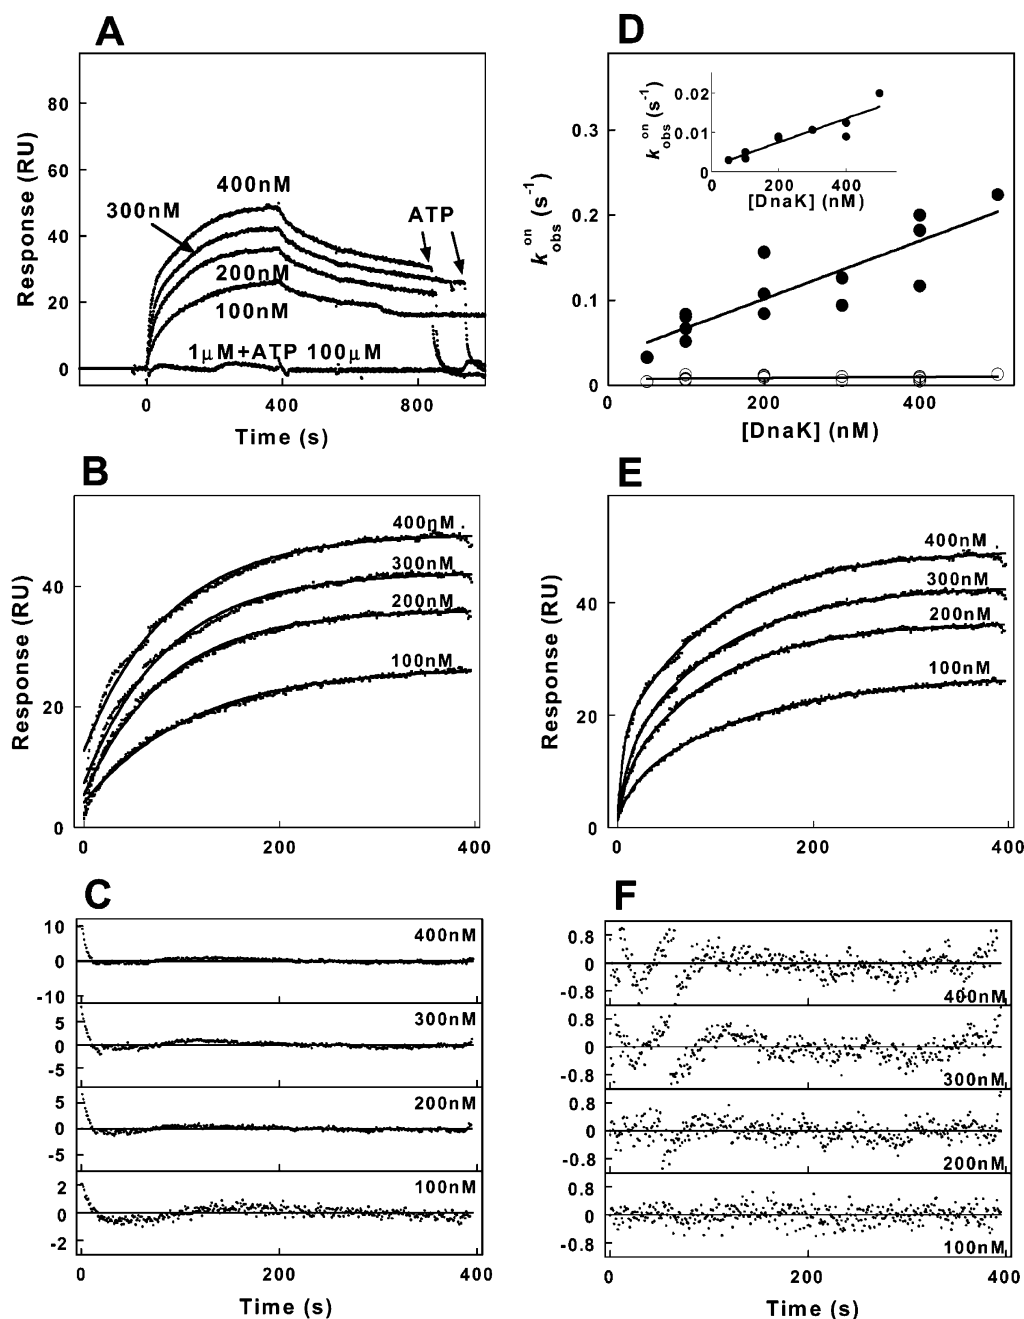 A
Response (RU)
80
60
40
20
0
400nM
300nM
200nM
100nM
ATP
1μM+ATP 100μM
0
400
800
Time (s)
D
k on obs (s-1)
0.3
0.2
0.1
0
k on obs (s-1)
0.02
0.01
0
0
200
400
[DnaK] (nM)
0
200
400
[DnaK] (nM)
B
Response (RU)
40
20
0
400nM
300nM
200nM
100nM
0
200
400
E
Response (RU)
40
20
0
400nM
300nM
200nM
100nM
0
200
400
C
10
0
-10
400nM
5
0
-5
300nM
5
0
-5
200nM
2
0
-2
100nM
0
200
400
Time (s)
F
0.8
0
-0.8
400nM
0.8
0
-0.8
300nM
0.8
0
-0.8
200nM
0.8
0
-0.8
100nM
0
200
400
Time (s)